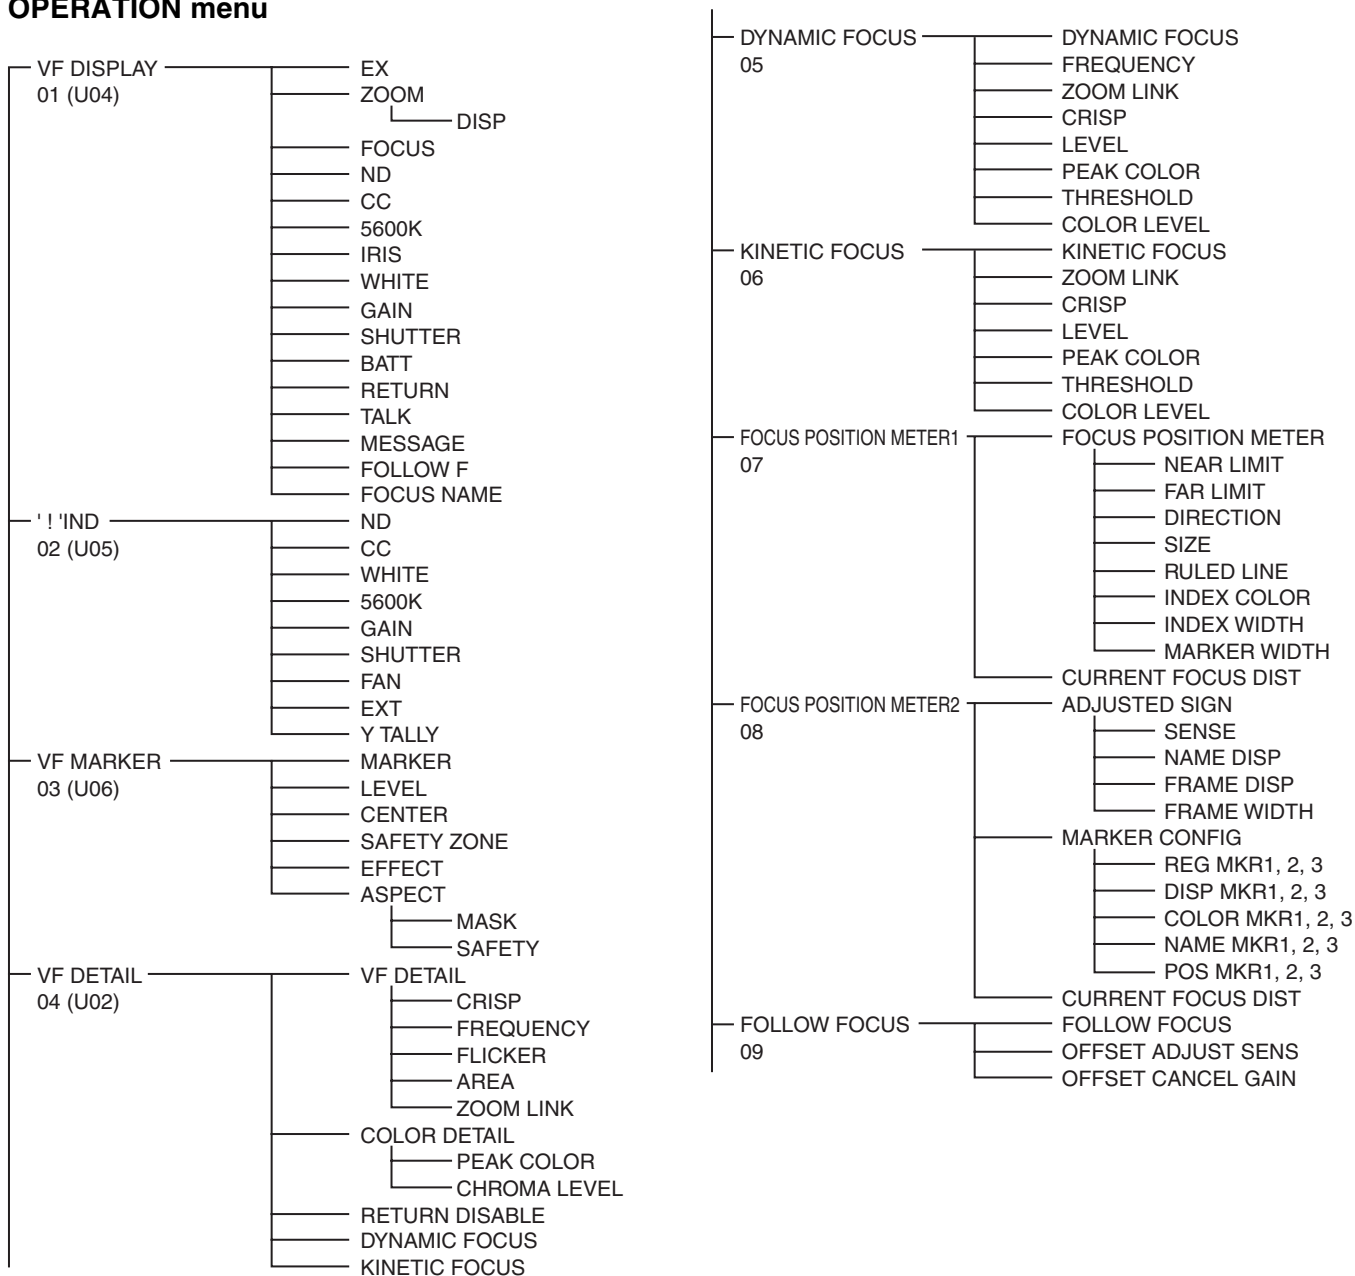 OPERATION menu
VF DISPLAY
01 (U04)
EX
ZOOM
DISP
FOCUS
ND
CC
5600K
IRIS
WHITE
GAIN
SHUTTER
BATT
RETURN
TALK
MESSAGE
FOLLOW F
FOCUS NAME
' ! 'IND
02 (U05)
ND
CC
WHITE
5600K
GAIN
SHUTTER
FAN
EXT
Y TALLY
VF MARKER
03 (U06)
MARKER
LEVEL
CENTER
SAFETY ZONE
EFFECT
ASPECT
MASK
SAFETY
VF DETAIL
04 (U02)
VF DETAIL
CRISP
FREQUENCY
FLICKER
AREA
ZOOM LINK
COLOR DETAIL
PEAK COLOR
CHROMA LEVEL
RETURN DISABLE
DYNAMIC FOCUS
KINETIC FOCUS
DYNAMIC FOCUS
05
DYNAMIC FOCUS
FREQUENCY
ZOOM LINK
CRISP
LEVEL
PEAK COLOR
THRESHOLD
COLOR LEVEL
KINETIC FOCUS
06
KINETIC FOCUS
ZOOM LINK
CRISP
LEVEL
PEAK COLOR
THRESHOLD
COLOR LEVEL
FOCUS POSITION METER1
07
FOCUS POSITION METER
NEAR LIMIT
FAR LIMIT
DIRECTION
SIZE
RULED LINE
INDEX COLOR
INDEX WIDTH
MARKER WIDTH
CURRENT FOCUS DIST
FOCUS POSITION METER2
08
ADJUSTED SIGN
SENSE
NAME DISP
FRAME DISP
FRAME WIDTH
MARKER CONFIG
REG MKR1, 2, 3
DISP MKR1, 2, 3
COLOR MKR1, 2, 3
NAME MKR1, 2, 3
POS MKR1, 2, 3
CURRENT FOCUS DIST
FOLLOW FOCUS
09
FOLLOW FOCUS
OFFSET ADJUST SENS
OFFSET CANCEL GAIN